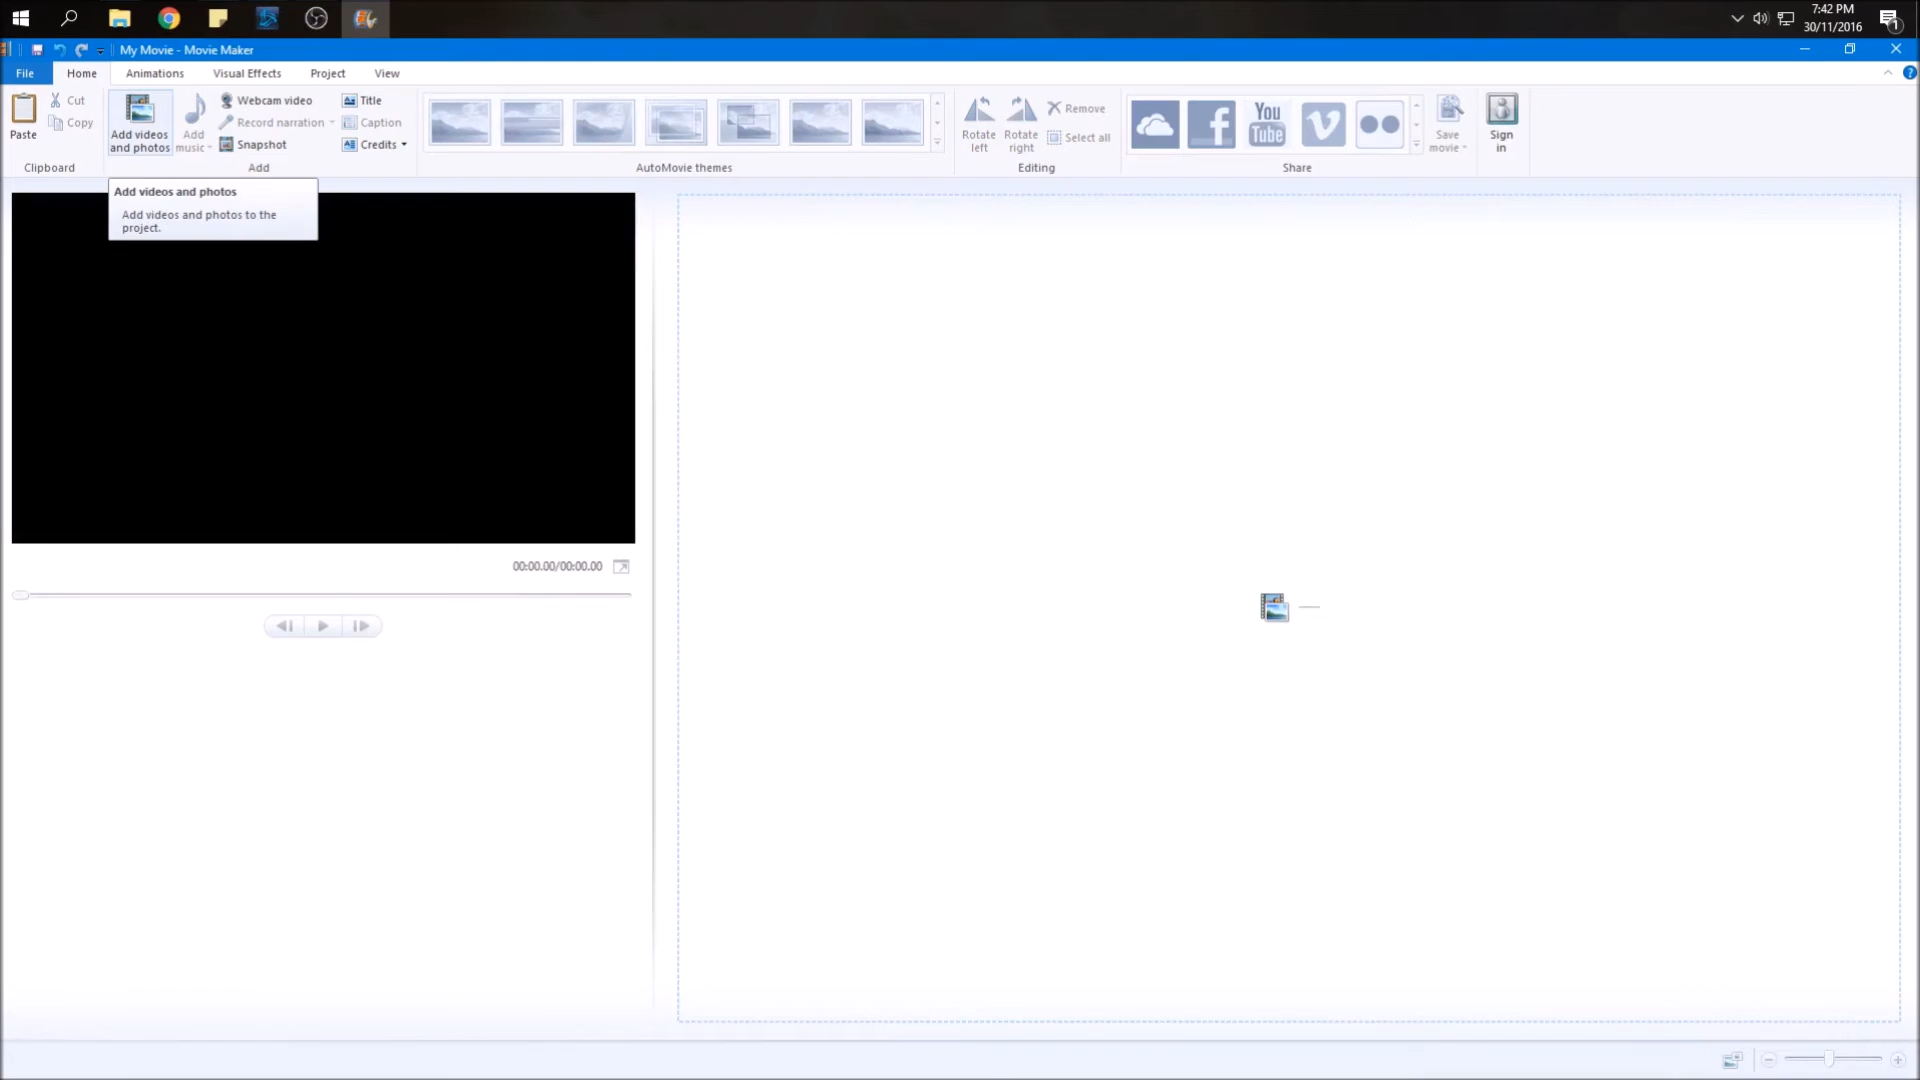 7:42 PM
30/11/2016
1
My Movie - Movie Maker
File Home Animations Visual Effects Project View
Paste
Cut
Copy
Clipboard
Add videos
and photos
Add
music
Webcam video
Record narration
Snapshot
Title
Caption
Credits
Add
AutoMovie themes
Rotate
left
Rotate
right
Remove
Select all
Editing
f
You
Tube
v
Share
Save
movie
Sign
in
Add videos and photos
Add videos and photos to the
project.
00:00.00/00:00.00